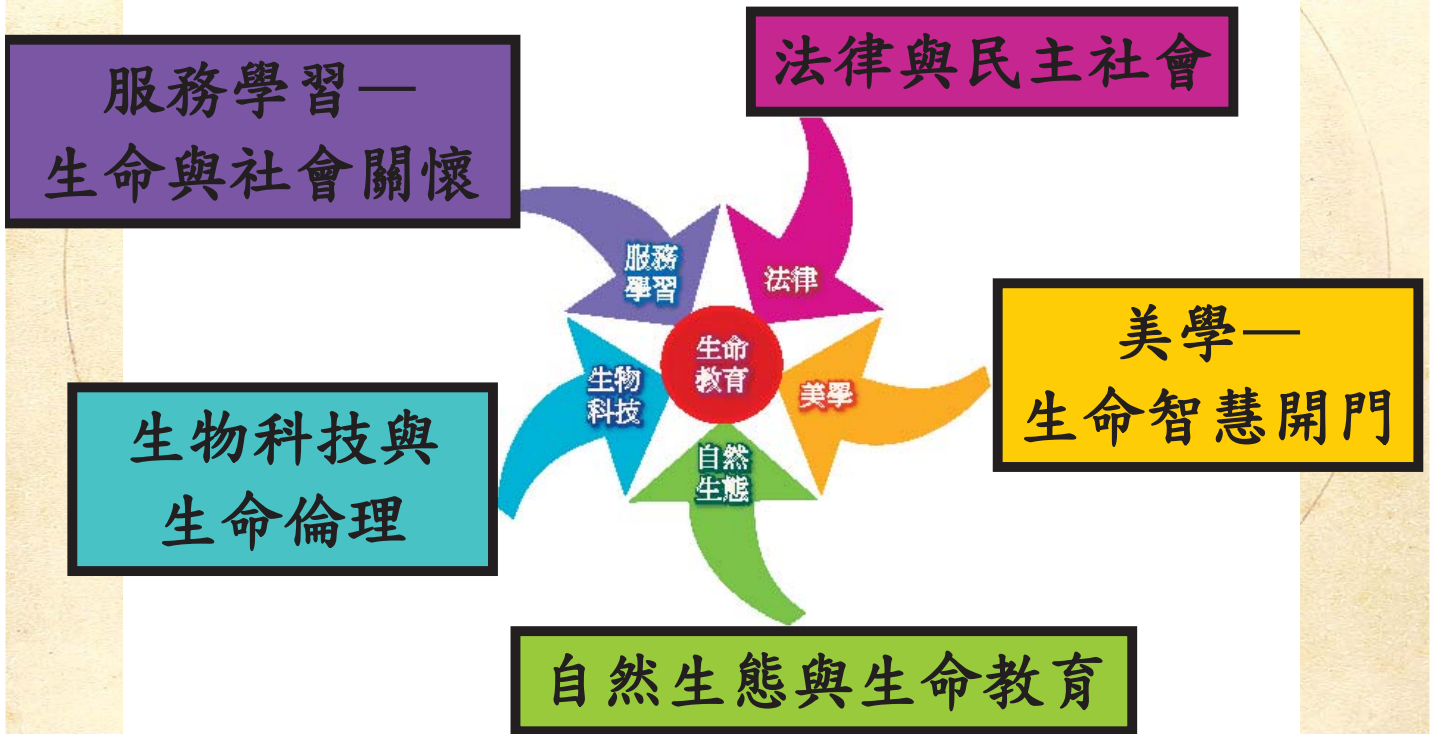 服務學習—
生命與社會關懷
法律與民主社會
服務
學習
法律
生命
教育
生物
科技
美學
自然
生態
美學—
生命智慧開門
生物科技與
生命倫理
自然生態與生命教育